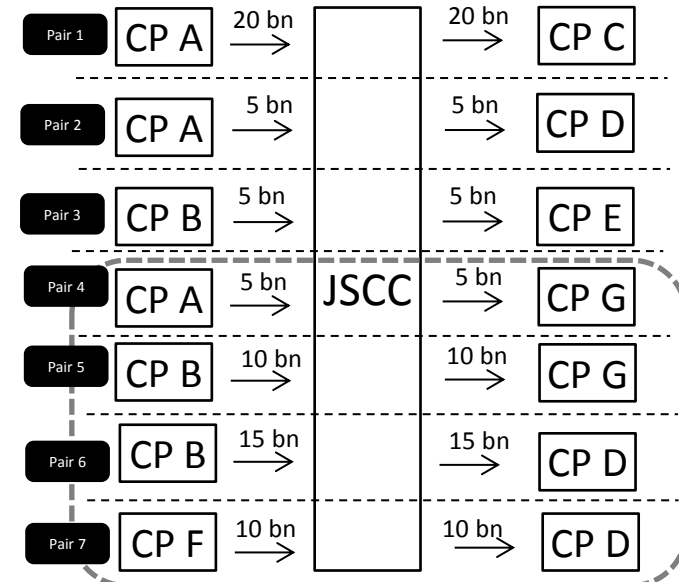 Pair 1 CP A 20 bn 20 bn CP C
Pair 2 CP A 5 bn 5 bn CP D
Pair 3 CP B 5 bn 5 bn CP E
Pair 4 CP A 5 bn JSCC 5 bn CP G
Pair 5 CP B 10 bn 10 bn CP G
Pair 6 CP B 15 bn 15 bn CP D
Pair 7 CP F 10 bn 10 bn CP D